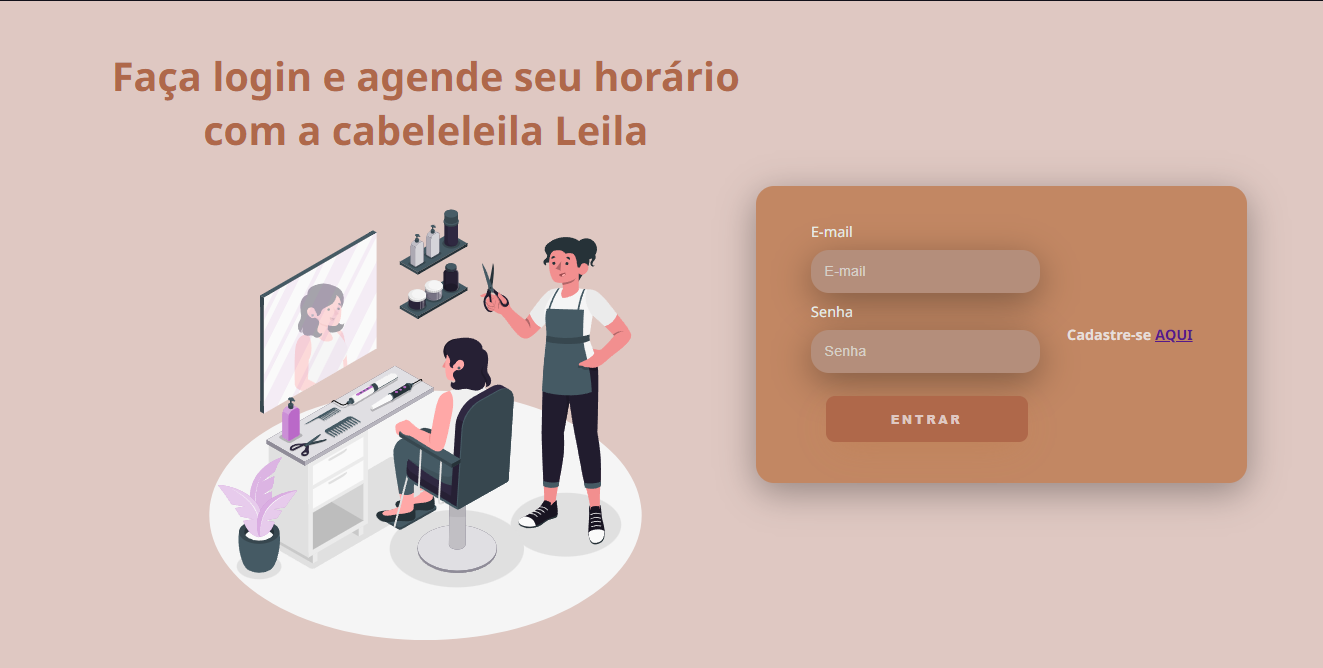 Faça login e agende seu horário
com a cabeleleila Leila
E-mail
E-mail
Senha
Senha
Cadastre-se AQUI
ENTRAR